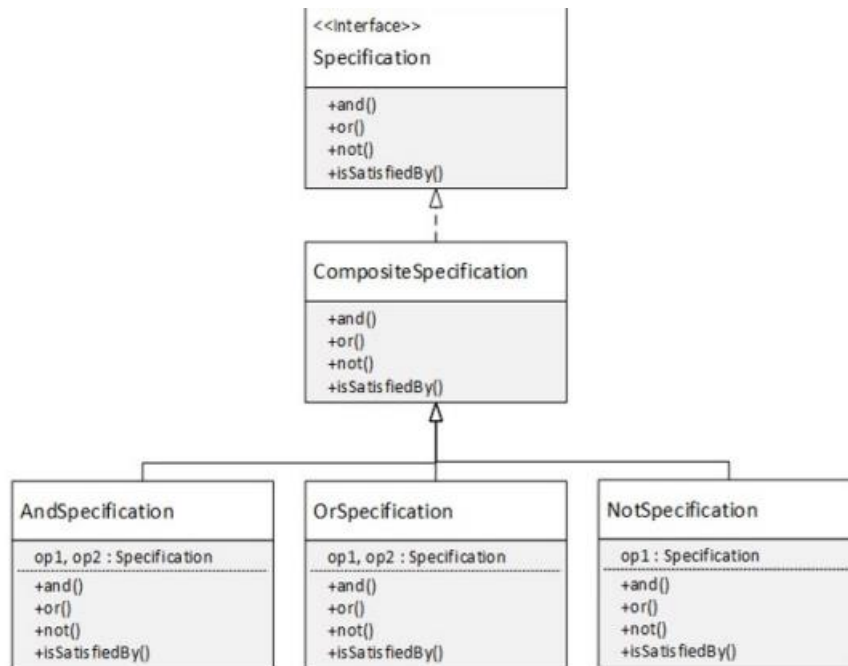 <<Interface>>
Specification
+and()
+or()
+not()
+isSatisfiedBy()
CompositeSpecification
+and()
+or()
+not()
+isSatisfiedBy()
AndSpecification
op1, op2 : Specification
+and()
+or()
+not()
+isSatisfiedBy()
OrSpecification
op1, op2 : Specification
+and()
+or()
+not()
+isSatisfiedBy()
NotSpecification
op1 : Specification
+and()
+or()
+not()
+isSatisfiedBy()